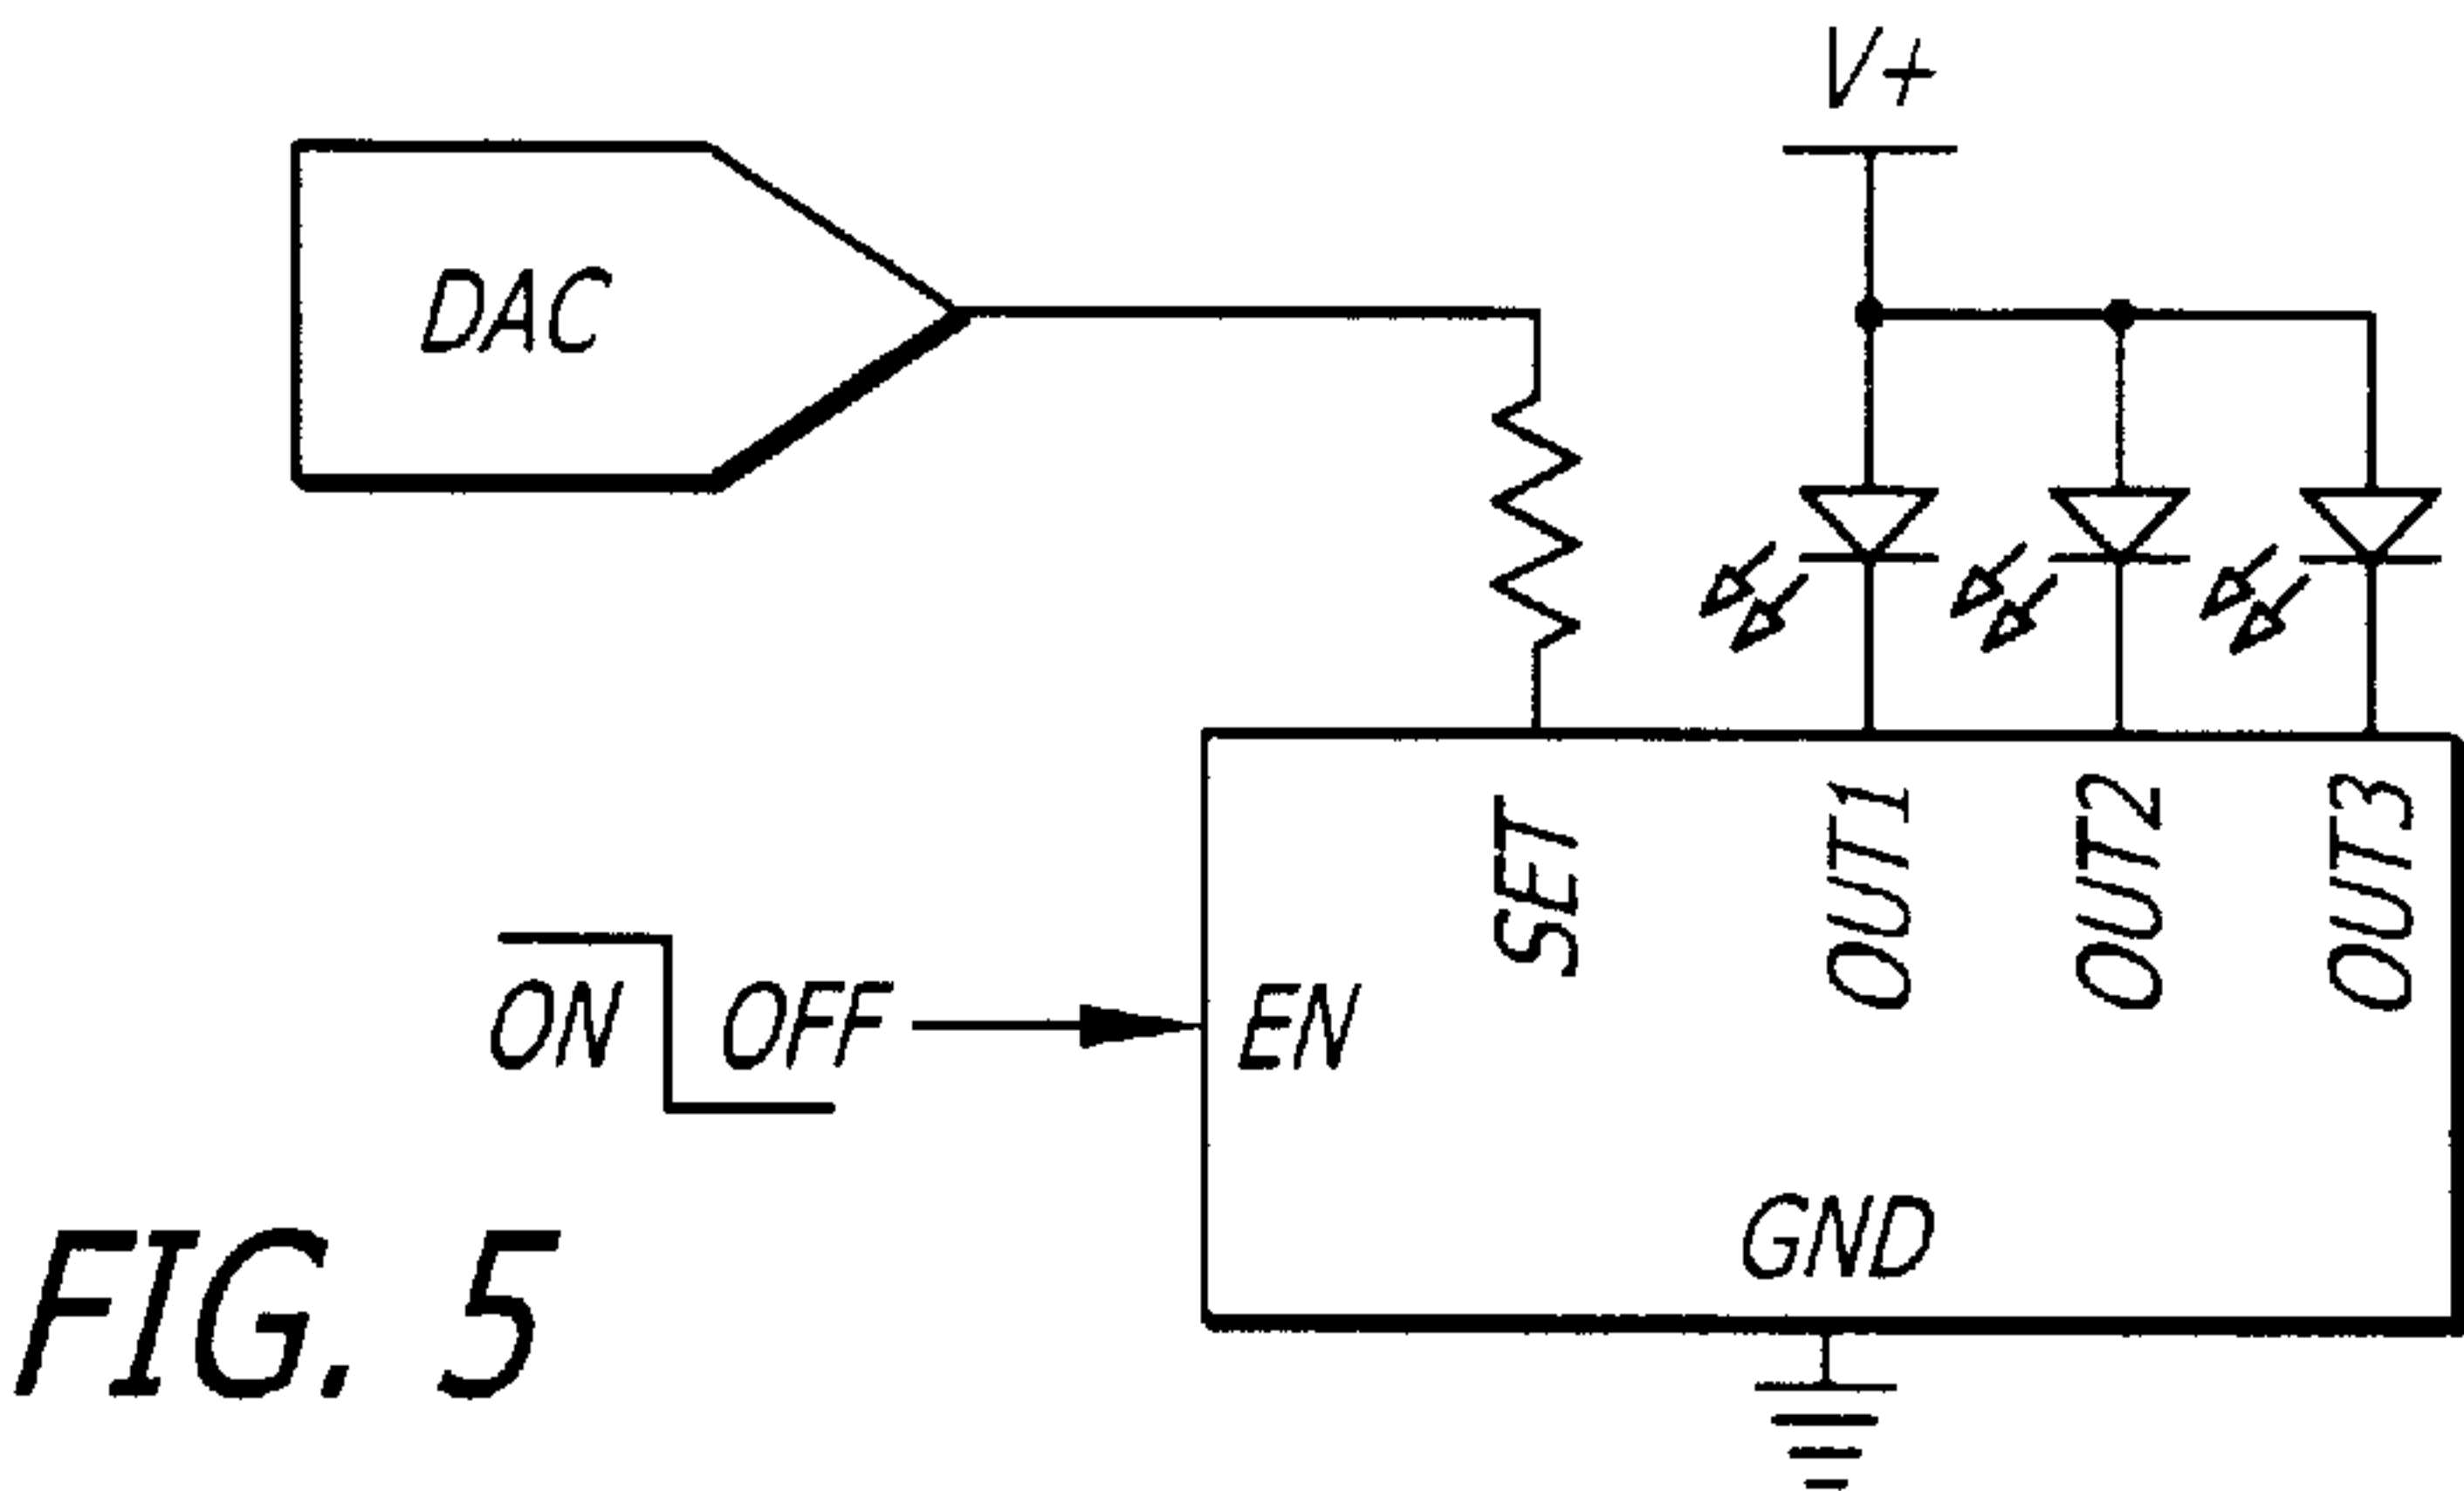 V+
DAC
SET
OUT1
OUT2
OUT3
ON
OFF
EN
GND
FIG. 5